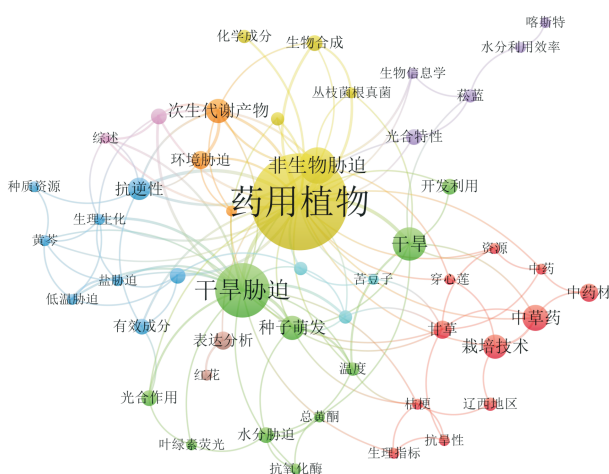 喀斯特
化学成分
生物合成
水分利用效率
生物信息学
丛枝菌根真菌
菘蓝
次生代谢产物
综述
光合特性
环境胁迫
非生物胁迫
种质资源
抗逆性
开发利用
药用植物
生理生化
黄芩
干旱
资源
盐胁迫
苦豆子
穿心莲
中药
低温胁迫
干旱胁迫
中药材
有效成分
种子萌发
甘草
中草药
表达分析
栽培技术
红花
温度
光合作用
总黄酮
桔梗
辽西地区
叶绿素荧光
水分胁迫
抗旱性
生理指标
抗氧化酶